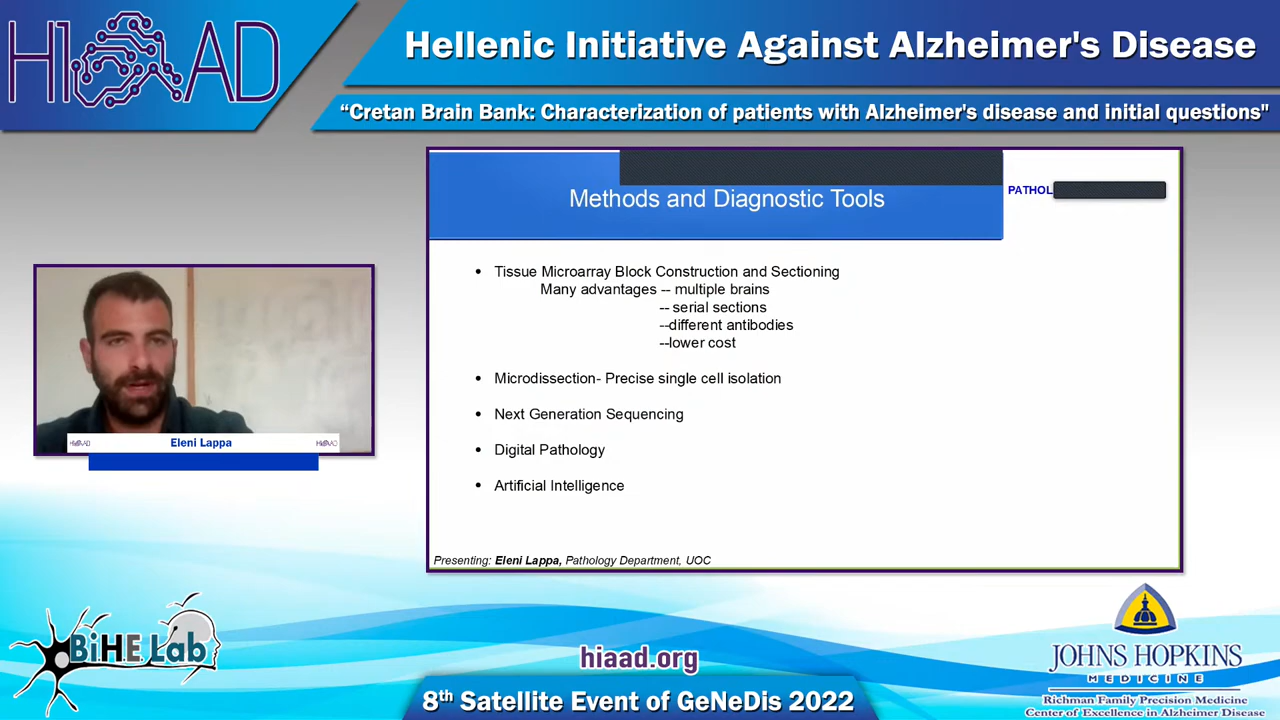 HIAAD
Hellenic Initiative Against Alzheimer's Disease
“Cretan Brain Bank: Characterization of patients with Alzheimer's disease and initial questions"
Methods and Diagnostic Tools
PATHOL
• Tissue Microarray Block Construction and Sectioning
Many advantages -- multiple brains
-- serial sections
--different antibodies
--lower cost
• Microdissection- Precise single cell isolation
• Next Generation Sequencing
• Digital Pathology
• Artificial Intelligence
Presenting: Eleni Lappa, Pathology Department, UOC
HIAAD Eleni Lappa HIAAD
BiHE Lab
hiaad.org
8th Satellite Event of GeNeDis 2022
JOHNS HOPKINS
MEDICINE
Richman Family Precision Medicine
Center of Excellence in Alzheimer Disease